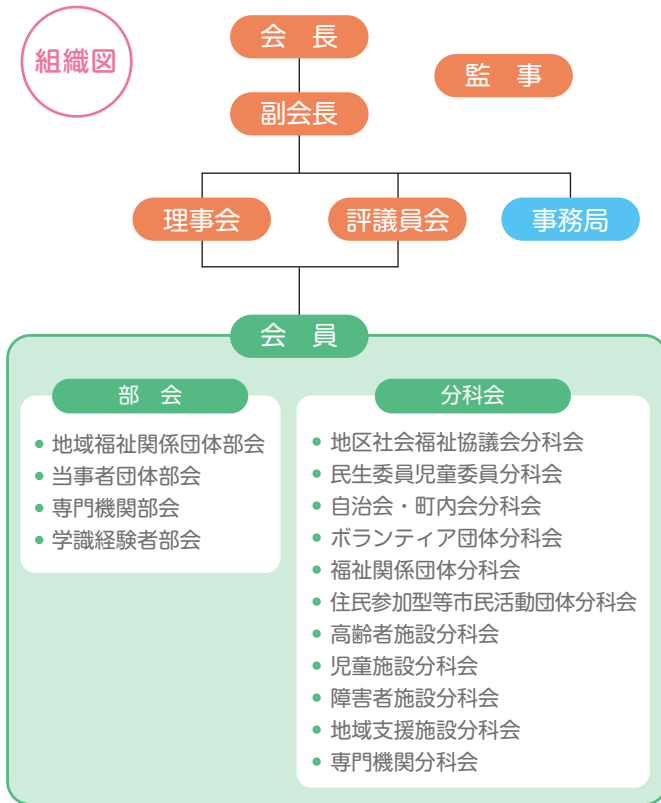 組織図
会　長
監　事
副会長
理事会
評議員会
事務局
会　員
部　会
• 地域福祉関係団体部会
• 当事者団体部会
• 専門機関部会
• 学識経験者部会
分科会
• 地区社会福祉協議会分科会
• 民生委員児童委員分科会
• 自治会・町内会分科会
• ボランティア団体分科会
• 福祉関係団体分科会
• 住民参加型等市民活動団体分科会
• 高齢者施設分科会
• 児童施設分科会
• 障害者施設分科会
• 地域支援施設分科会
• 専門機関分科会